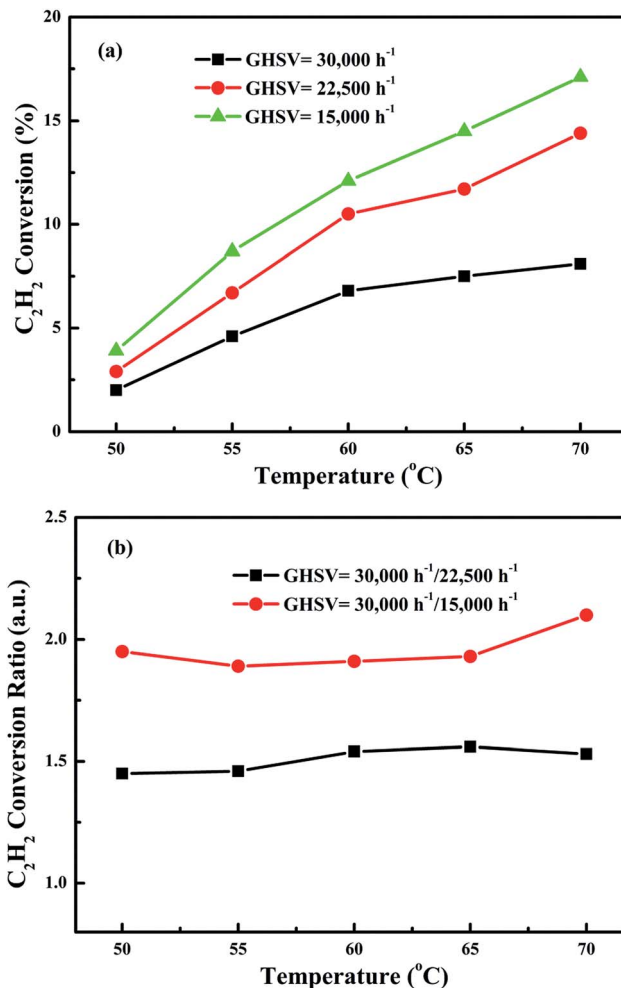 (a)
GHSV= 30,000 h⁻¹
GHSV= 22,500 h⁻¹
GHSV= 15,000 h⁻¹
20
15
10
5
0
C₂H₂ Conversion (%)
50 55 60 65 70
Temperature (°C)
(b)
GHSV= 30,000 h⁻¹/22,500 h⁻¹
GHSV= 30,000 h⁻¹/15,000 h⁻¹
2.5
2.0
1.5
1.0
C₂H₂ Conversion Ratio (a.u.)
50 55 60 65 70
Temperature (°C)